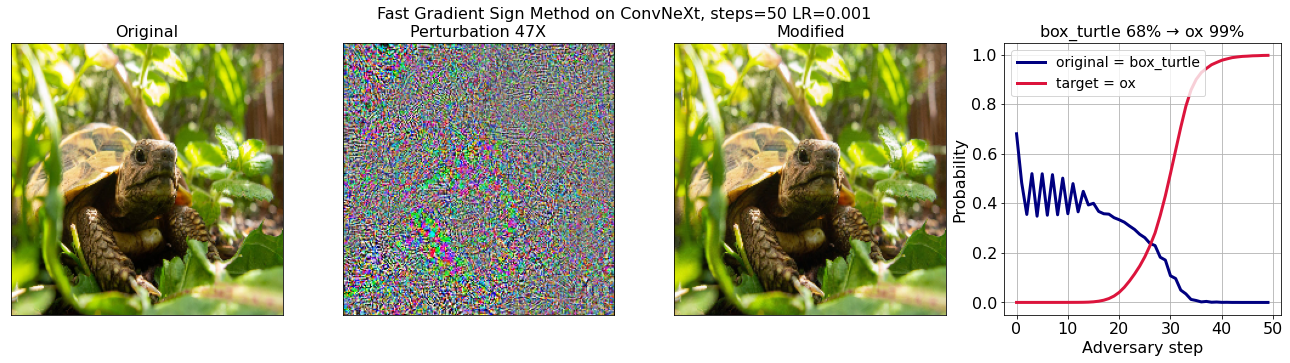 Fast Gradient Sign Method on ConvNeXt, steps=50 LR=0.001
Original
Perturbation 47X
Modified
box_turtle 68% → ox 99%
original = box_turtle
target = ox
Probability
1.0
0.8
0.6
0.4
0.2
0.0
0 10 20 30 40 50
Adversary step